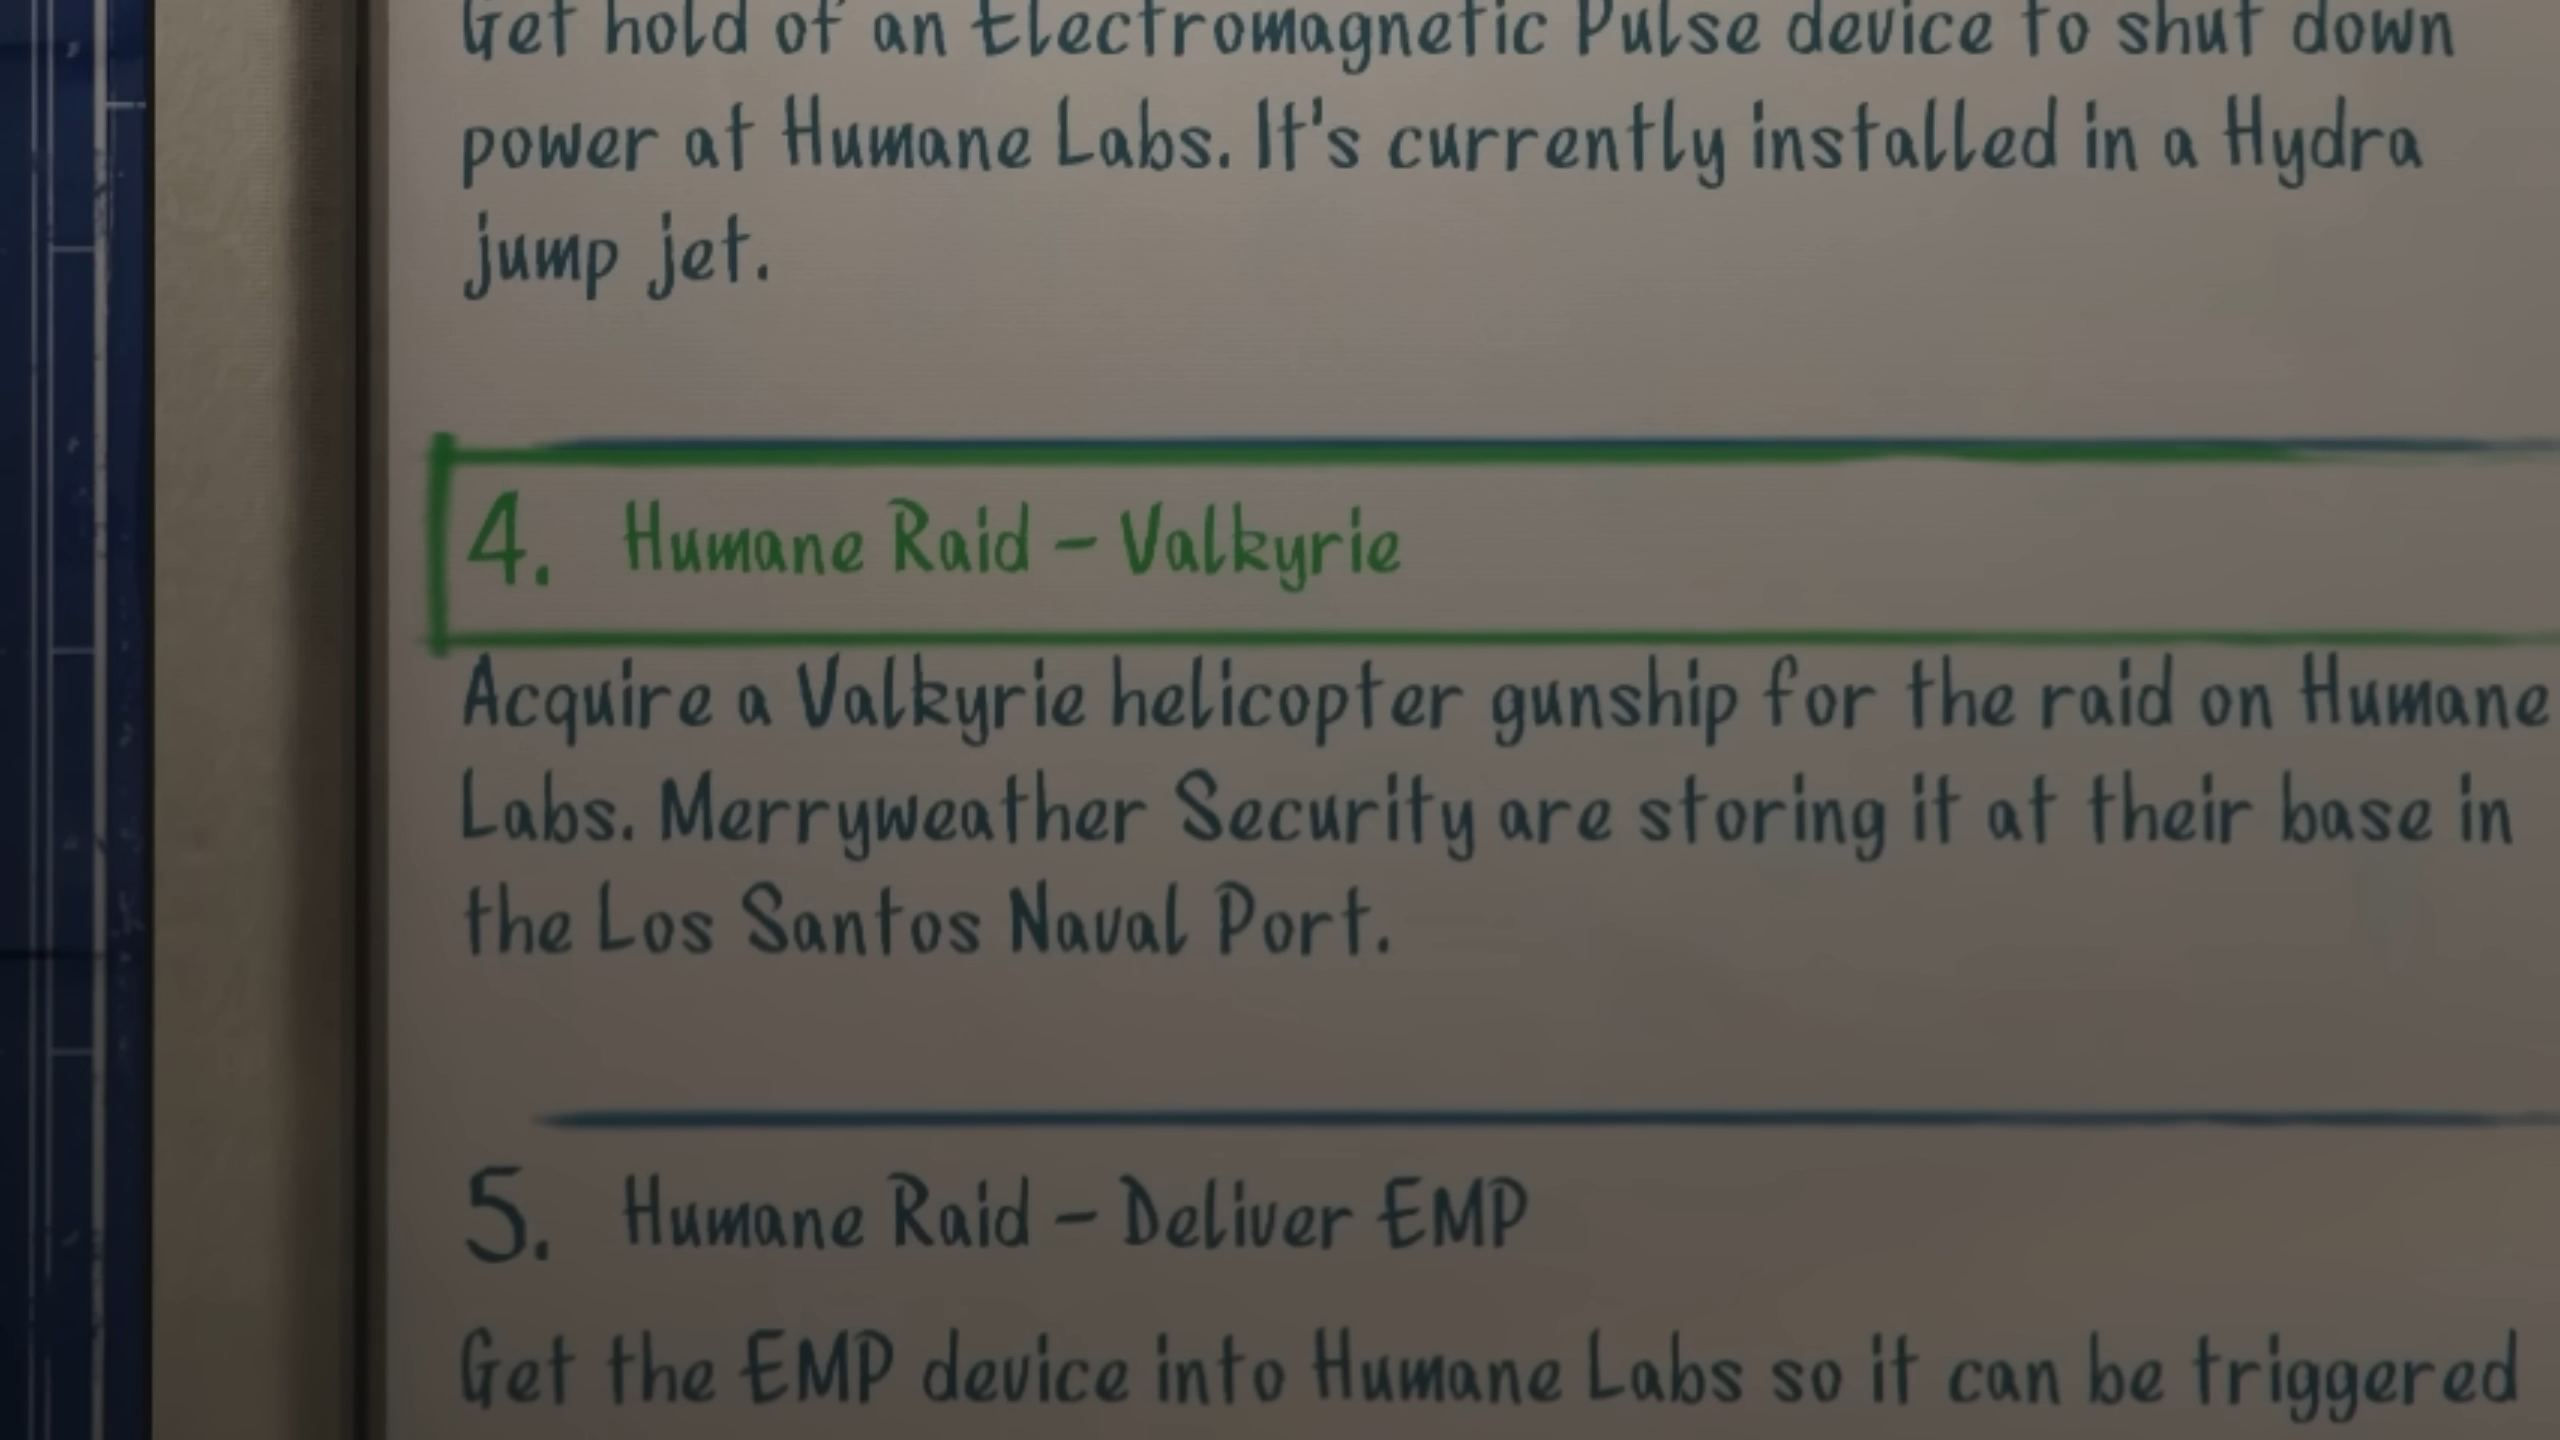 Get hold of an Electromagnetic Pulse device to shut down
power at Humane Labs. It's currently installed in a Hydra
jump jet.
4. Humane Raid - Valkyrie
Acquire a Valkyrie helicopter gunship for the raid on Humane
Labs. Merryweather Security are storing it at their base in
the Los Santos Naval Port.
5. Humane Raid - Deliver EMP
Get the EMP device into Humane Labs so it can be triggered